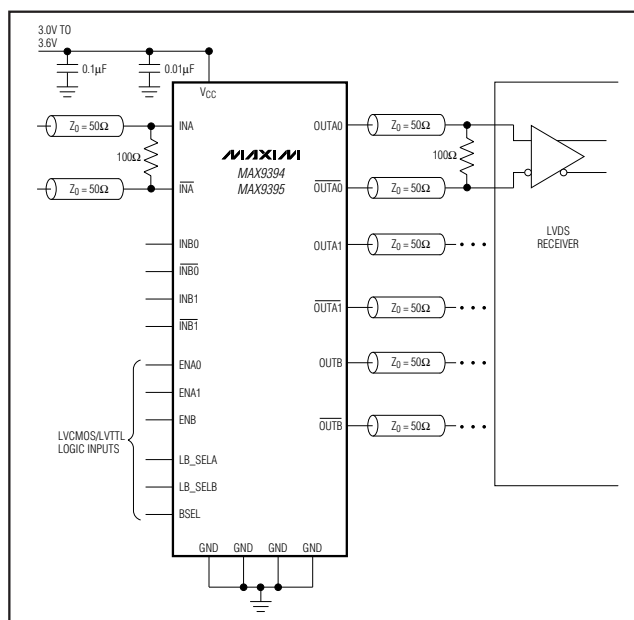 3.0V TO
3.6V
0.1µF
0.01µF
VCC
Z0 = 50Ω
INA
OUTA0
Z0 = 50Ω
100Ω
MAXIM
MAX9394
MAX9395
100Ω
Z0 = 50Ω
INA
OUTA0
Z0 = 50Ω
LVDS
RECEIVER
INB0
OUTA1
Z0 = 50Ω
INB0
INB1
OUTA1
Z0 = 50Ω
INB1
ENA0
OUTB
Z0 = 50Ω
ENA1
ENB
OUTB
Z0 = 50Ω
LVCMOS/LVTTL
LOGIC INPUTS
LB_SELA
LB_SELB
BSEL
GND GND GND GND